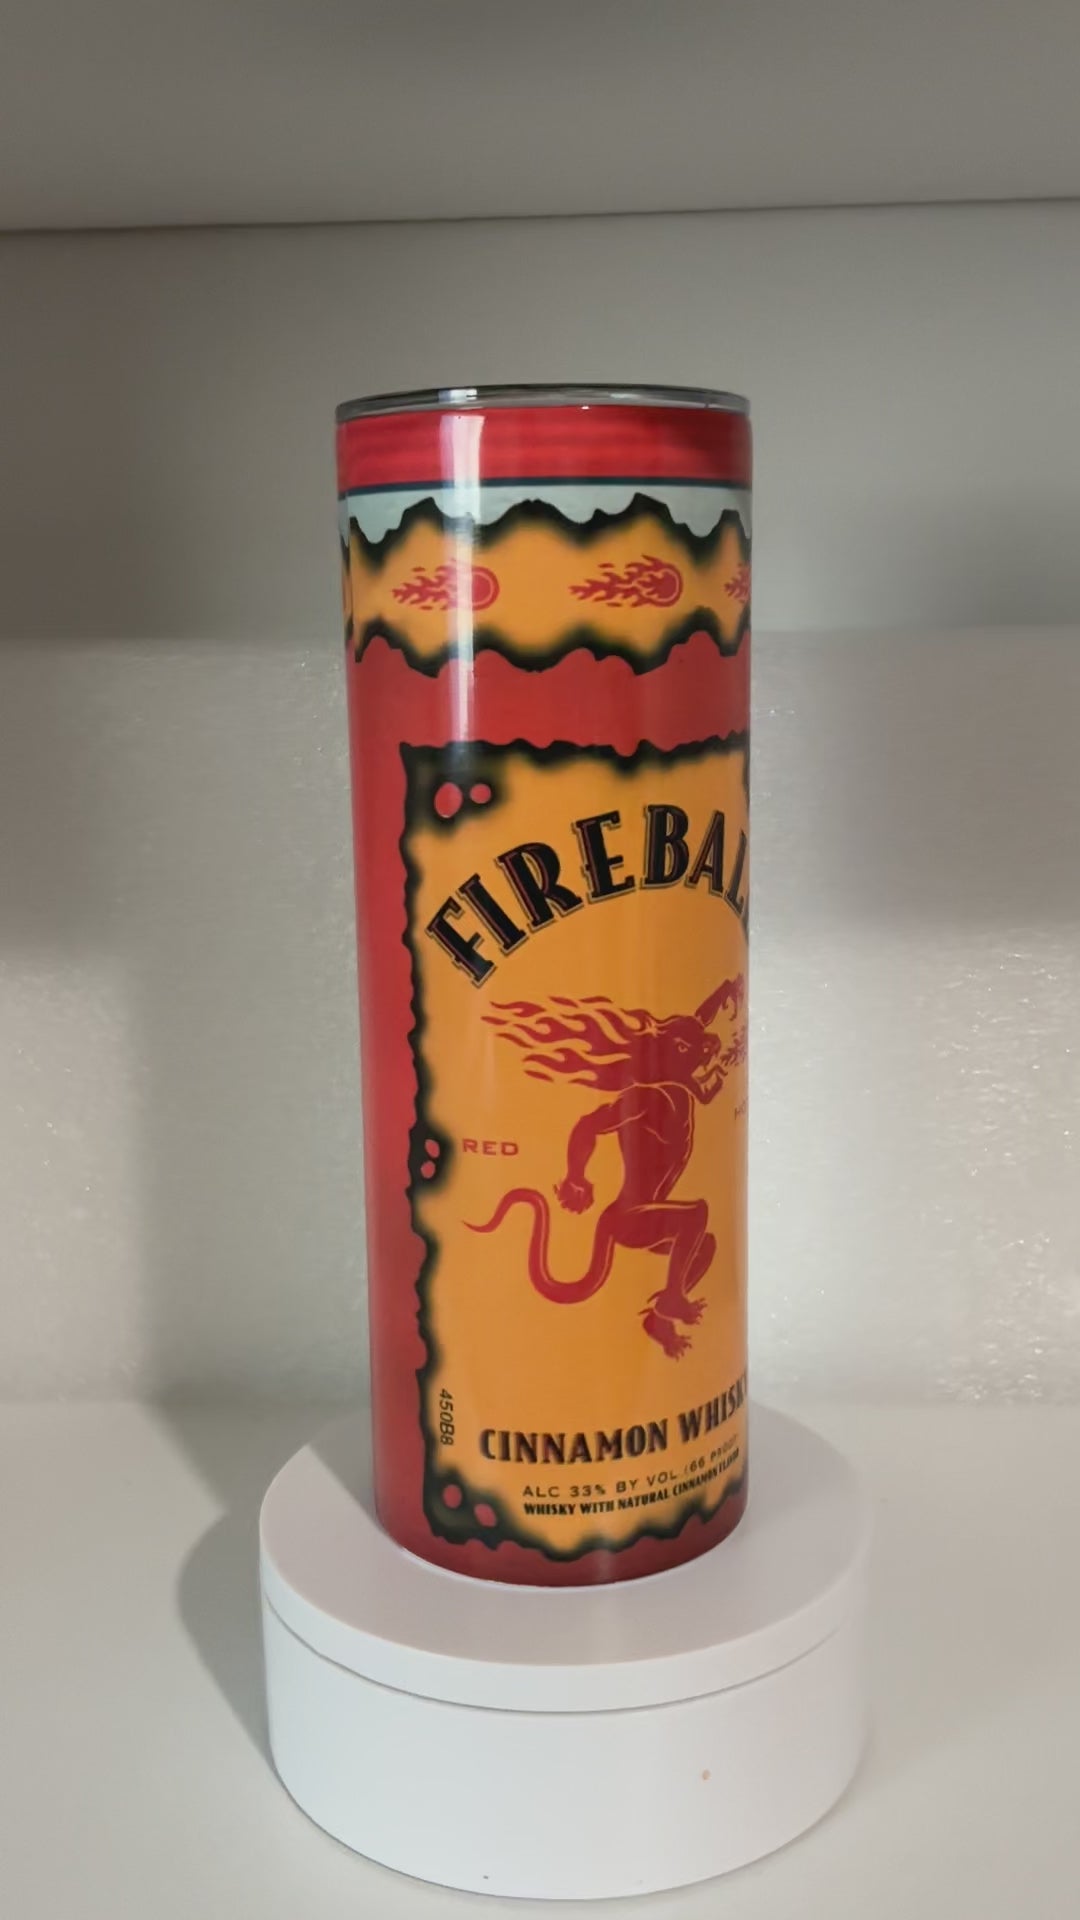 FIREBAL
RED
450B8
CINNAMON WHISK
ALC 33% BY VOL (66 PROOF
WHISKY WITH NATURAL CINNAMON FLAVOR